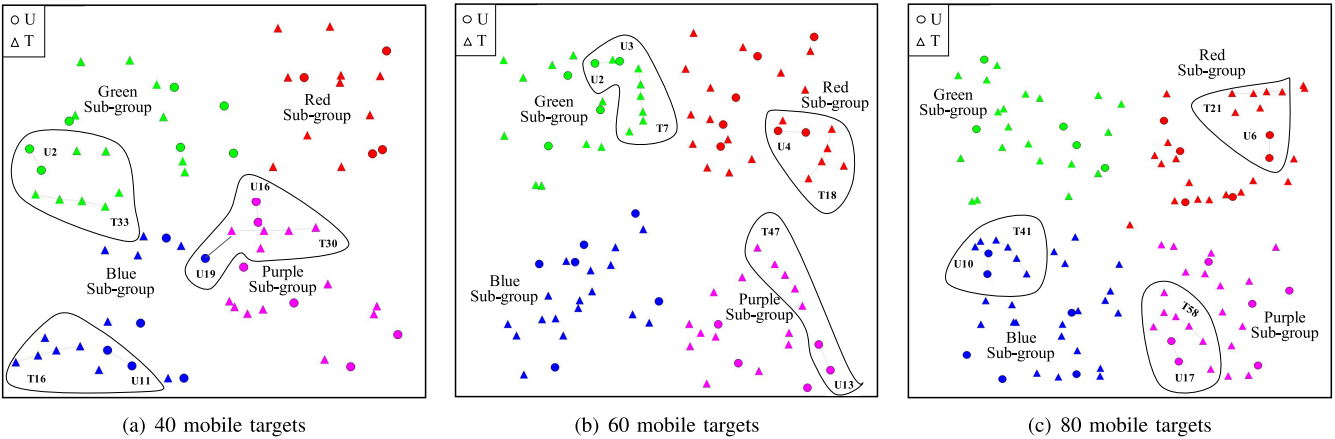 U
T
Green
Sub-group
Red
Sub-group
U2
T33
U16
T30
U19
Blue
Sub-group
Purple
Sub-group
T16
U11
(a) 40 mobile targets
U
T
U3
U2
Green
Sub-group
T7
Red
Sub-group
U4
T18
T47
Blue
Sub-group
Purple
Sub-group
U13
(b) 60 mobile targets
U
T
Red
Sub-group
Green
Sub-group
T21
U6
T41
U10
T58
Purple
Sub-group
Blue
Sub-group
U17
(c) 80 mobile targets